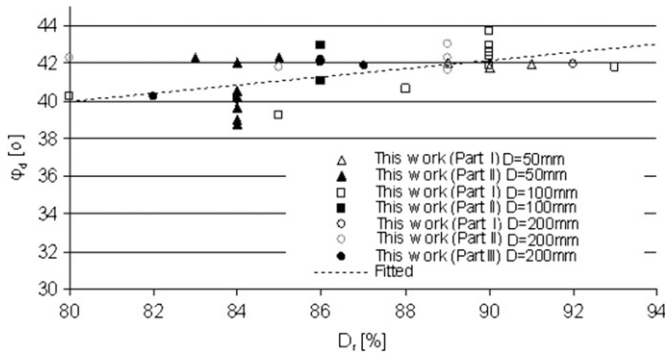 44
42
40
38
36
34
32
30
φd [o]
This work (Part I) D=50mm
This work (Part II) D=50mm
This work (Part I) D=100mm
This work (Part II) D=100mm
This work (Part I) D=200mm
This work (Part II) D=200mm
This work (Part III) D=200mm
Fitted
80 82 84 86 88 90 92 94
Dr [%]